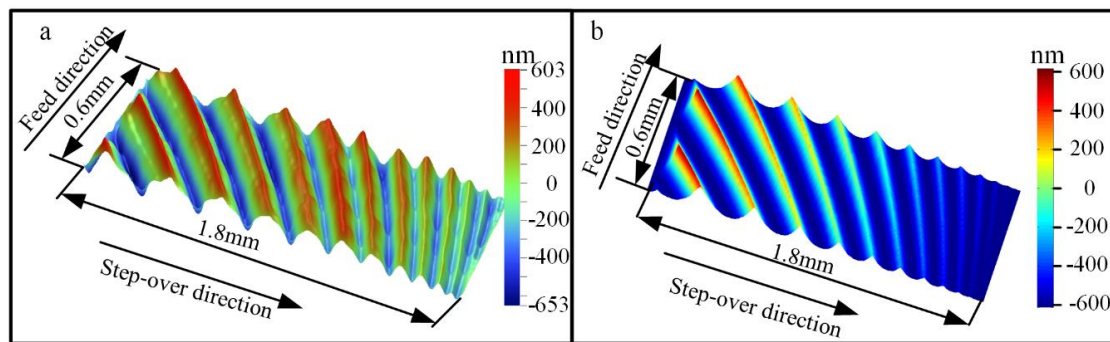 a
nm
603
400
200
0
-200
-400
-653
Feed direction
0.6mm
1.8mm
Step-over direction
b
nm
600
400
200
0
-200
-400
-600
Feed direction
0.6mm
1.8mm
Step-over direction